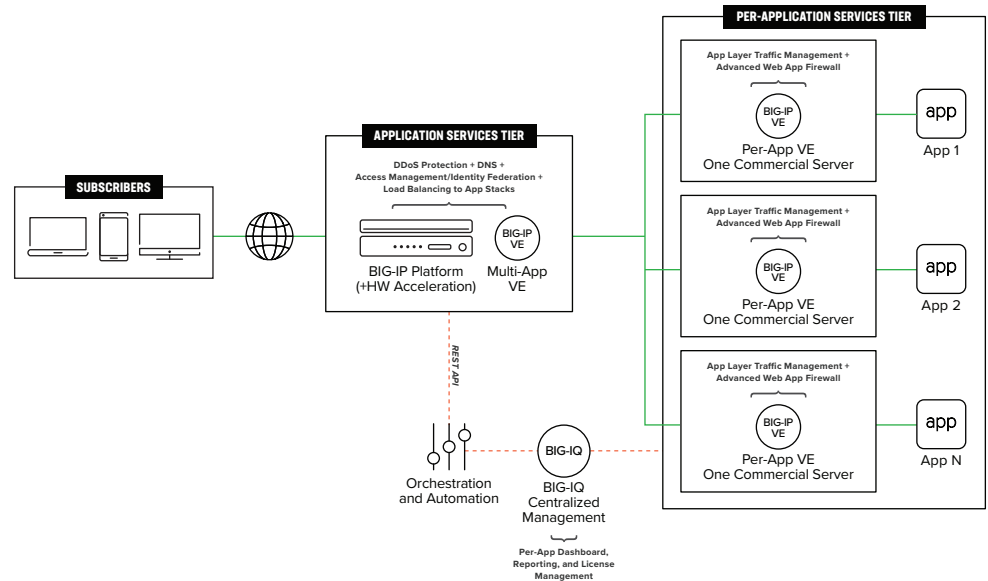 SUBSCRIBERS
APPLICATION SERVICES TIER
DDoS Protection + DNS +
Access Management/Identity Federation +
Load Balancing to App Stacks
BIG-IP
VE
BIG-IP Platform
(+HW Acceleration)
Multi-App
VE
REST API
Orchestration
and Automation
BIG-IQ
BIG-IQ
Centralized
Management
Per-App Dashboard,
Reporting, and License
Management
PER-APPLICATION SERVICES TIER
App Layer Traffic Management +
Advanced Web App Firewall
BIG-IP
VE
Per-App VE
One Commercial Server
app
App 1
App Layer Traffic Management +
Advanced Web App Firewall
BIG-IP
VE
Per-App VE
One Commercial Server
app
App 2
App Layer Traffic Management +
Advanced Web App Firewall
BIG-IP
VE
Per-App VE
One Commercial Server
app
App N